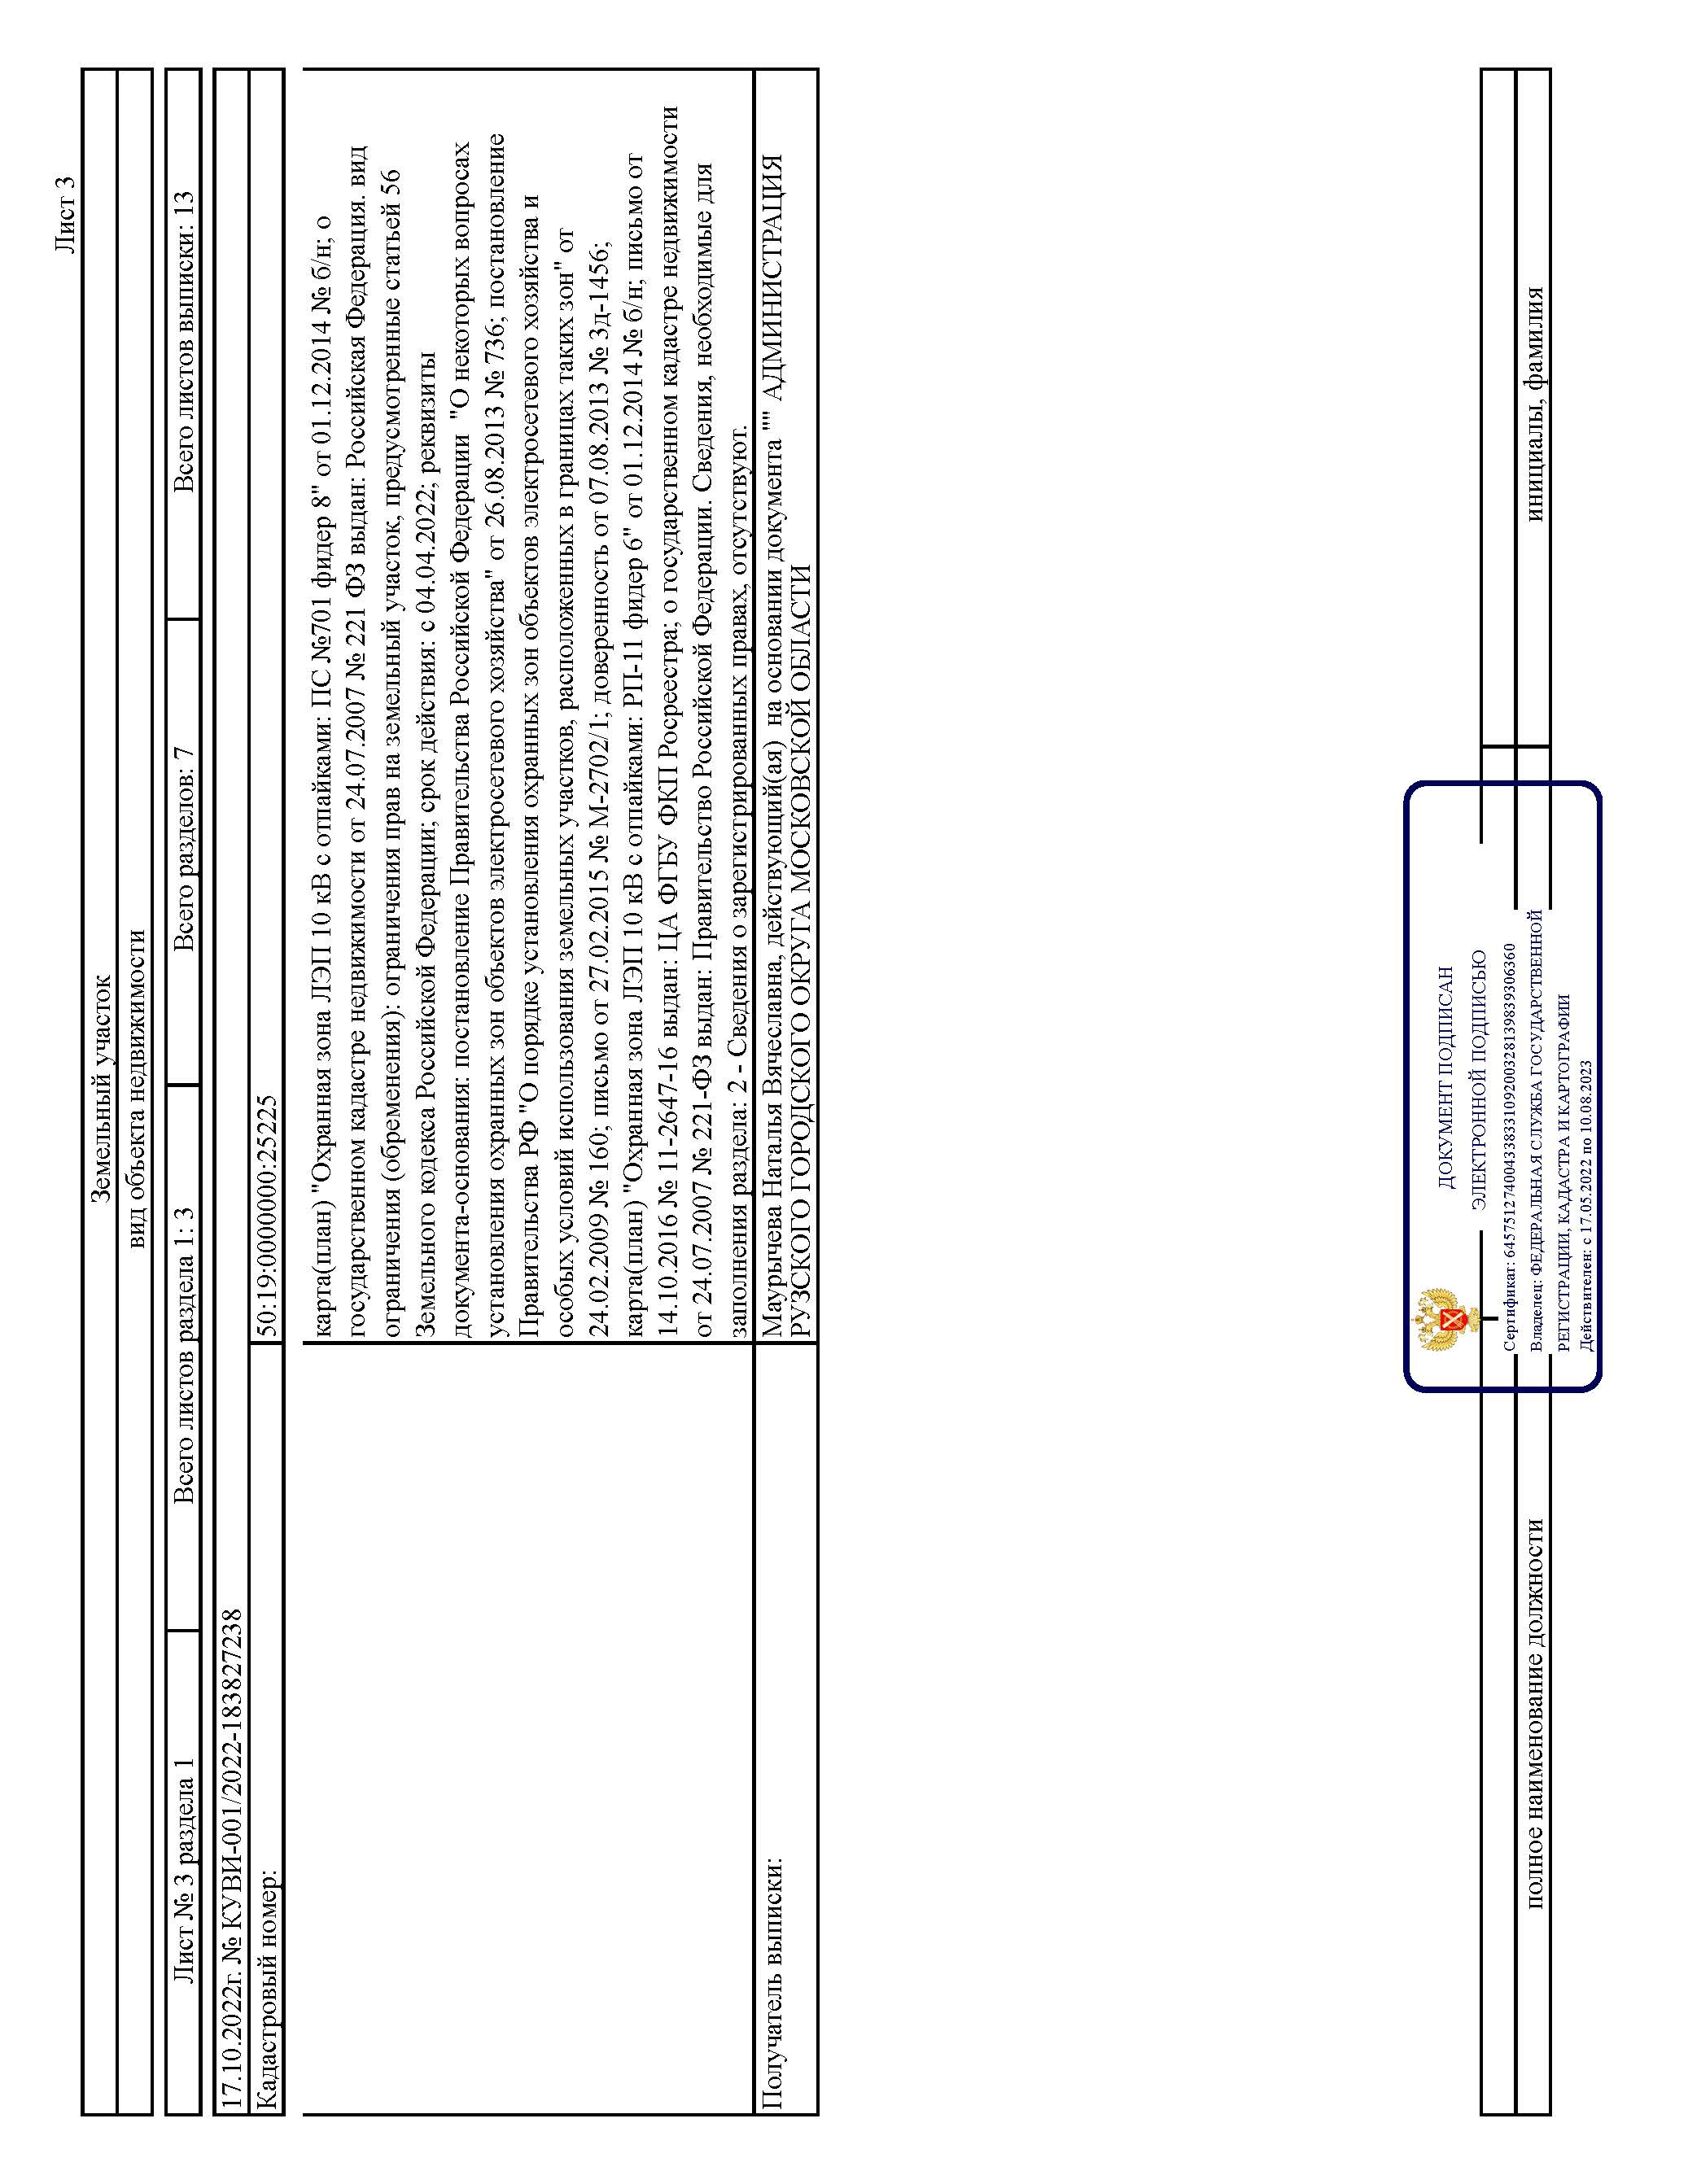 Лист 3
Земельный участок
вид объекта недвижимости
Лист № 3 раздела 1
Всего листов раздела 1: 3
Всего разделов: 7
Всего листов выписки: 13
17.10.2022г. № КУВИ-001/2022-183827238
Кадастровый номер:
50:19:0000000:25225
карта(план) "Охранная зона ЛЭП 10 кВ с отпайками: ПС №701 фидер 8" от 01.12.2014 № б/н; о
государственном кадастре недвижимости от 24.07.2007 № 221 ФЗ выдан: Российская Федерация. вид
ограничения (обременения): ограничения прав на земельный участок, предусмотренные статьей 56
Земельного кодекса Российской Федерации; срок действия: с 04.04.2022; реквизиты
документа-основания: постановление Правительства Российской Федерации "О некоторых вопросах
установления охранных зон объектов электросетевого хозяйства" от 26.08.2013 № 736; постановление
Правительства РФ "О порядке установления охранных зон объектов электросетевого хозяйства и
особых условий использования земельных участков, расположенных в границах таких зон" от
24.02.2009 № 160; письмо от 27.02.2015 № М-2702/1; доверенность от 07.08.2013 № 3д-1456;
карта(план) "Охранная зона ЛЭП 10 кВ с отпайками: РП-11 фидер 6" от 01.12.2014 № б/н; письмо от
14.10.2016 № 11-2647-16 выдан: ЦА ФГБУ ФКП Росреестра; о государственном кадастре недвижимости
от 24.07.2007 № 221-ФЗ выдан: Правительство Российской Федерации. Сведения, необходимые для
заполнения раздела: 2 - Сведения о зарегистрированных правах, отсутствуют.
Получатель выписки:
Маурычева Наталья Вячеславна, действующий(ая) на основании документа "" АДМИНИСТРАЦИЯ
РУЗСКОГО ГОРОДСКОГО ОКРУГА МОСКОВСКОЙ ОБЛАСТИ
ДОКУМЕНТ ПОДПИСАН
ЭЛЕКТРОННОЙ ПОДПИСЬЮ
Сертификат: 645751274004338331092003281398393​06360
Владелец: ФЕДЕРАЛЬНАЯ СЛУЖБА ГОСУДАРСТВЕННОЙ
РЕГИСТРАЦИИ, КАДАСТРА И КАРТОГРАФИИ
Действителен: с 17.05.2022 по 10.08.2023
полное наименование должности
инициалы, фамилия